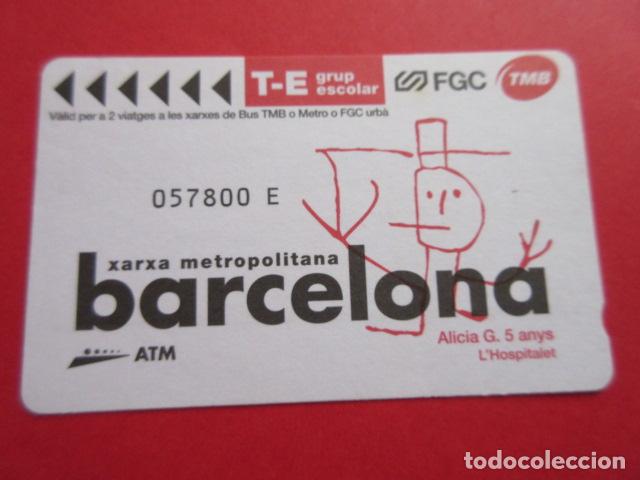 T-E grup escolar FGC TMB
Vàlid per a 2 viatges a les xarxes de Bus TMB o Metro o FGC urbà
057800 E
xarxa metropolitana
barcelona
Alicia G. 5 anys
L'Hospitalet
ATM
todocoleccion.net